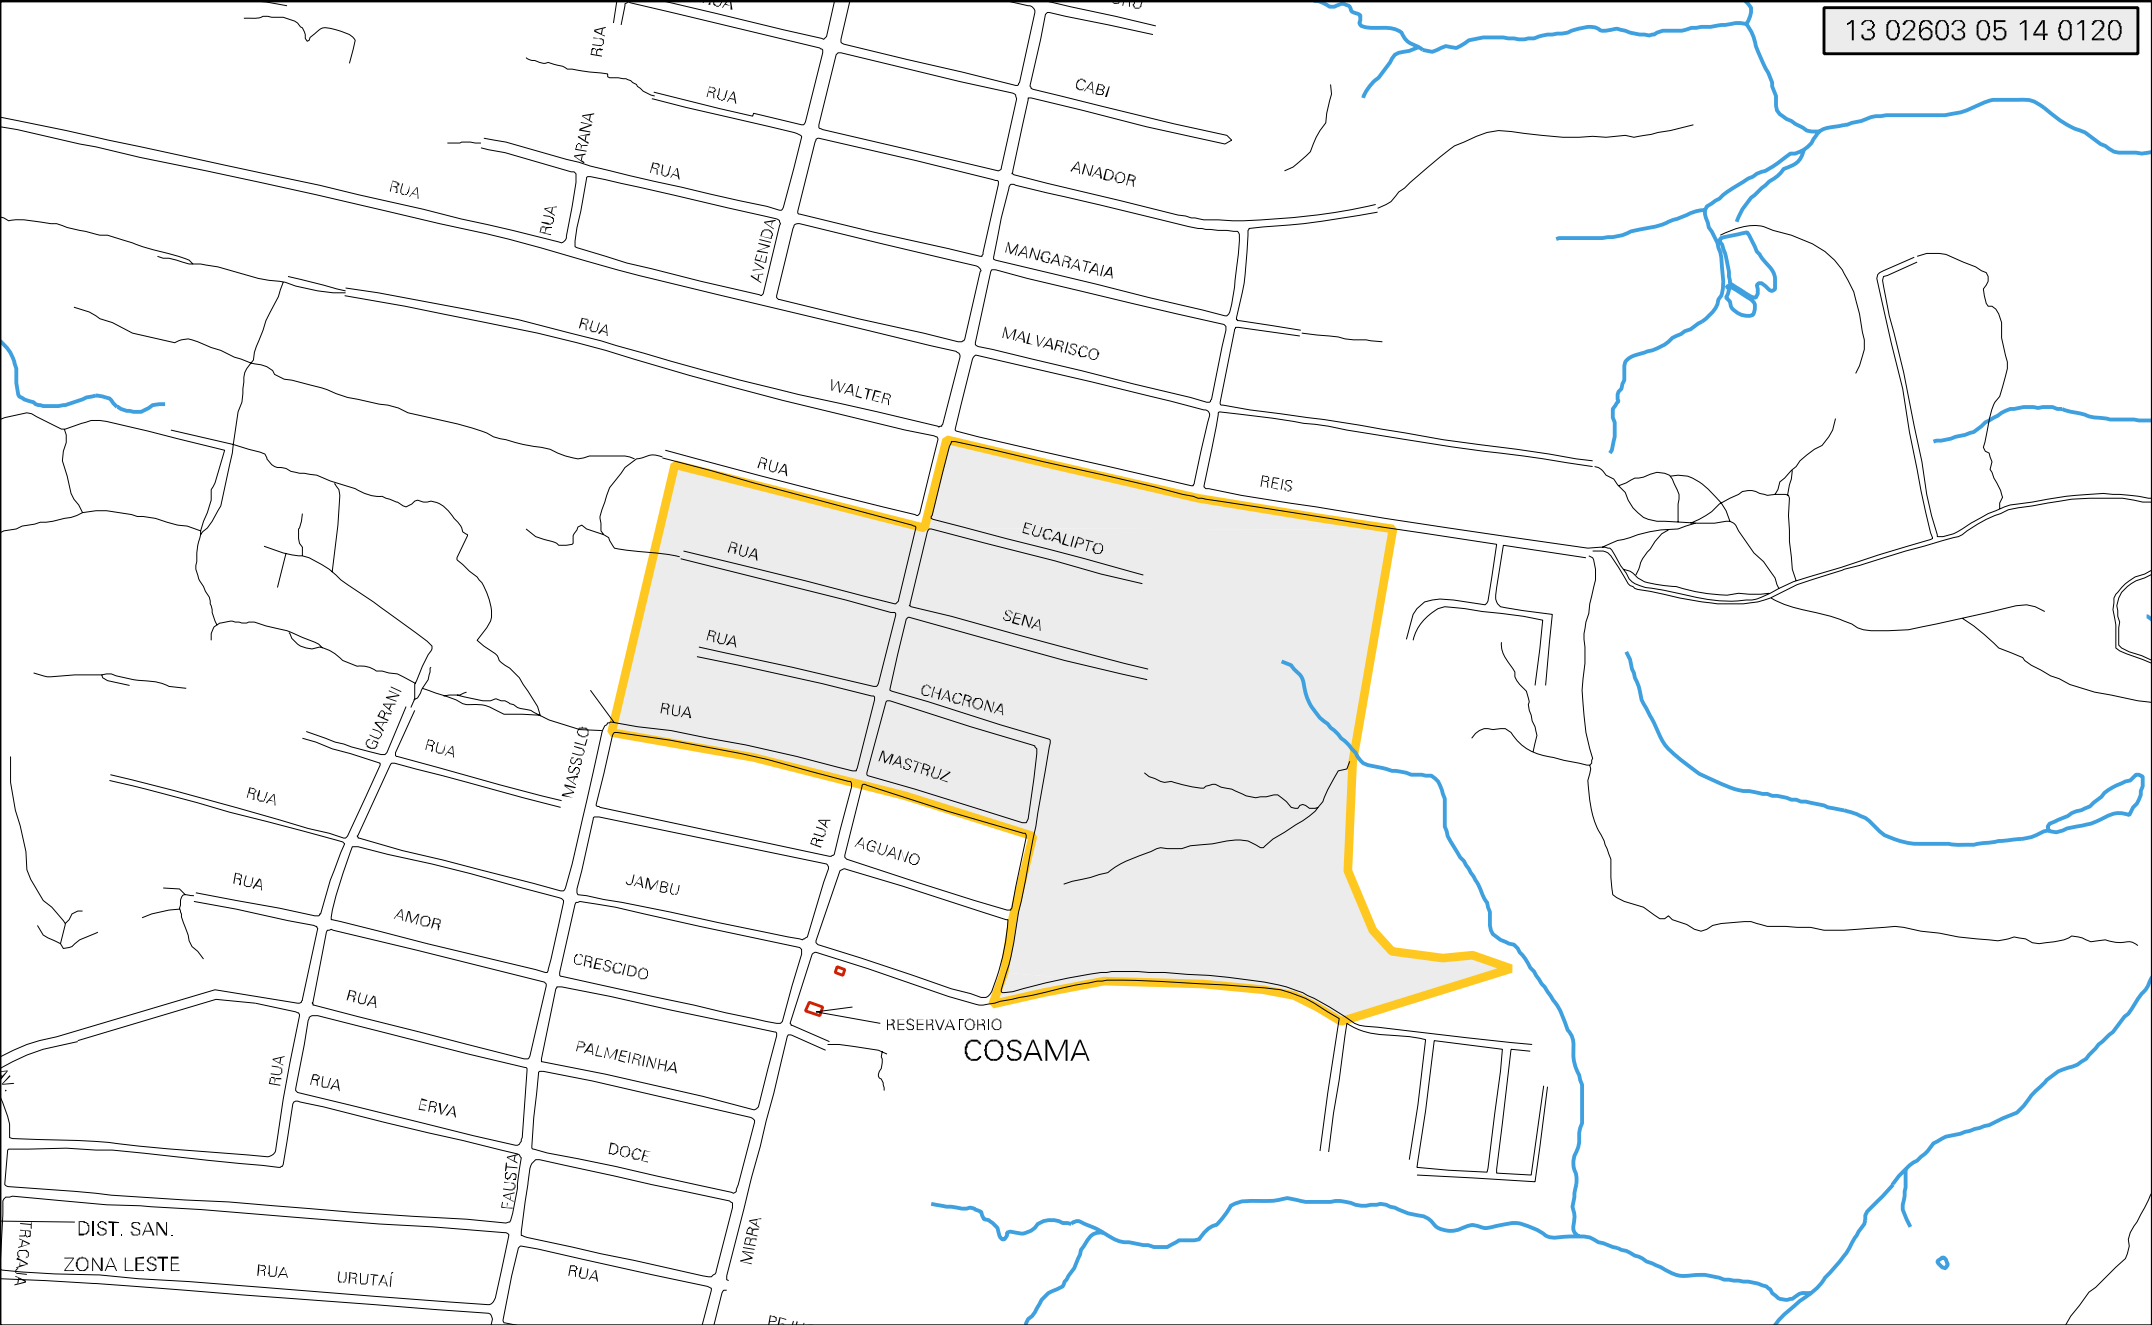 13 02603 05 14 0120
RUA
CABI
RUA
ARANA
RUA
ANADOR
RUA
RUA
AVENIDA
MANGARATAIA
RUA
MALVARISCO
WALTER
RUA
REIS
EUCALIPTO
RUA
SENA
RUA
CHACRONA
RUA
GUARANI
RUA
MASSULO
MASTRUZ
RUA
RUA
AGUANO
RUA
JAMBU
AMOR
CRESCIDO
RUA
RESERVATORIO
COSAMA
PALMEIRINHA
RUA
RUA
ERVA
DOCE
FAUSTA
MIRRA
DIST. SAN.
ZONA LESTE
TRACAJA
RUA
URUTAÍ
RUA